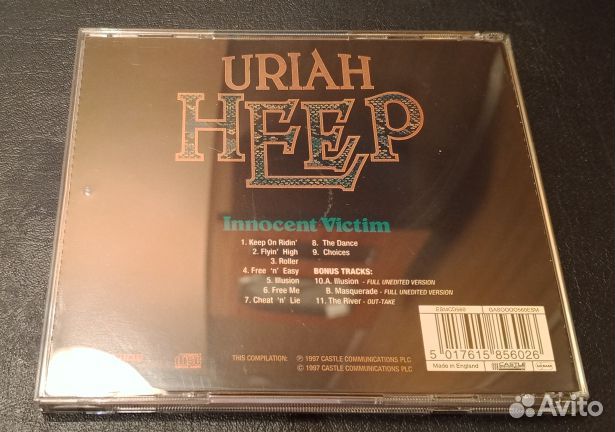 URIAH
HEEP
Innocent Victim
1. Keep On Ridin'
2. Flyin' High
3. Roller
4. Free 'n' Easy
5. Illusion
6. Free Me
7. Cheat 'n' Lie
8. The Dance
9. Choices
BONUS TRACKS:
10.A. Illusion - FULL UNEDITED VERSION
B. Masquerade - FULL UNEDITED VERSION
11. The River - OUT-TAKE
THIS COMPILATION: ℗ 1997 CASTLE COMMUNICATIONS PLC
© 1997 CASTLE COMMUNICATIONS PLC
5 017615 856026
Made in England
CASTLE
Avito